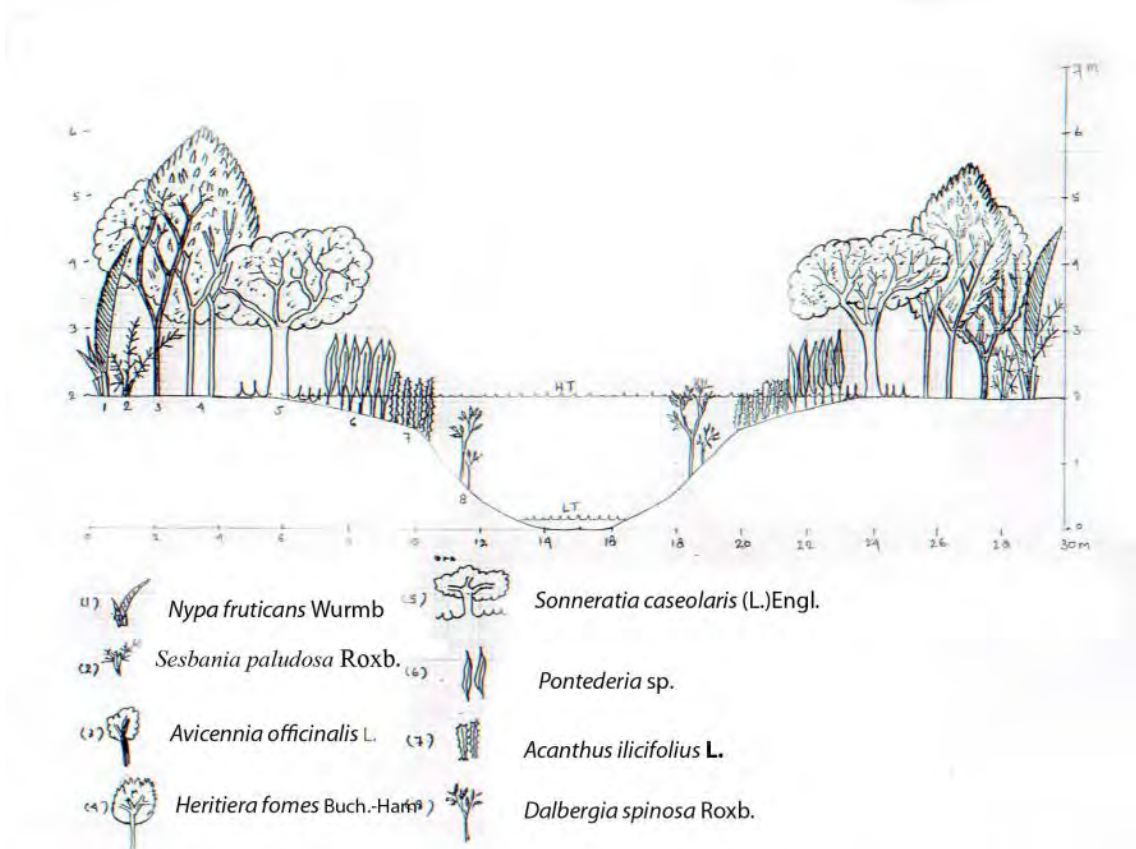 7 m
6 - 6
5 - 5
4 - 4
3 - 3
2 HT 2
1 2 3 4 5 6 7
1
8
LT
0
0 2 4 6 8 10 12 14 16 18 20 22 24 26 28 30 m
(1) Nypa fruticans Wurmb
(2) Sesbania paludosa Roxb.
(3) Avicennia officinalis L.
(4) Heritiera fomes Buch.-Ham
(5) Sonneratia caseolaris (L.)Engl.
(6) Pontederia sp.
(7) Acanthus ilicifolius L.
Dalbergia spinosa Roxb.